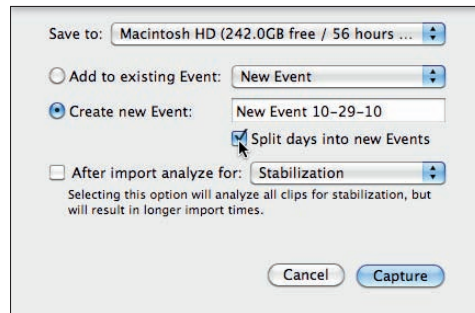 Save to: Macintosh HD (242.0GB free / 56 hours ...
Add to existing Event: New Event
Create new Event: New Event 10-29-10
Split days into new Events
After import analyze for: Stabilization
Selecting this option will analyze all clips for stabilization, but
will result in longer import times.
Cancel Capture